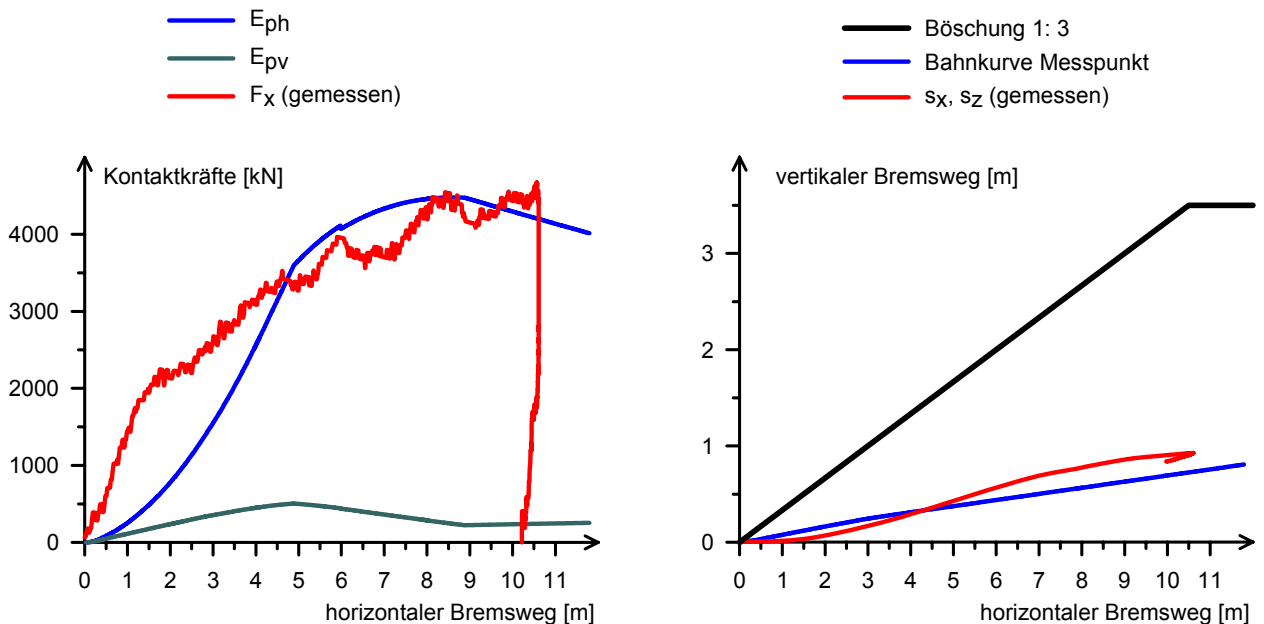 Eph
Epv
Fx (gemessen)
Kontaktkräfte [kN]
4000
3000
2000
1000
0
0 1 2 3 4 5 6 7 8 9 10 11
horizontaler Bremsweg [m]
Böschung 1: 3
Bahnkurve Messpunkt
sx, sz (gemessen)
vertikaler Bremsweg [m]
3
2
1
0
0 1 2 3 4 5 6 7 8 9 10 11
horizontaler Bremsweg [m]